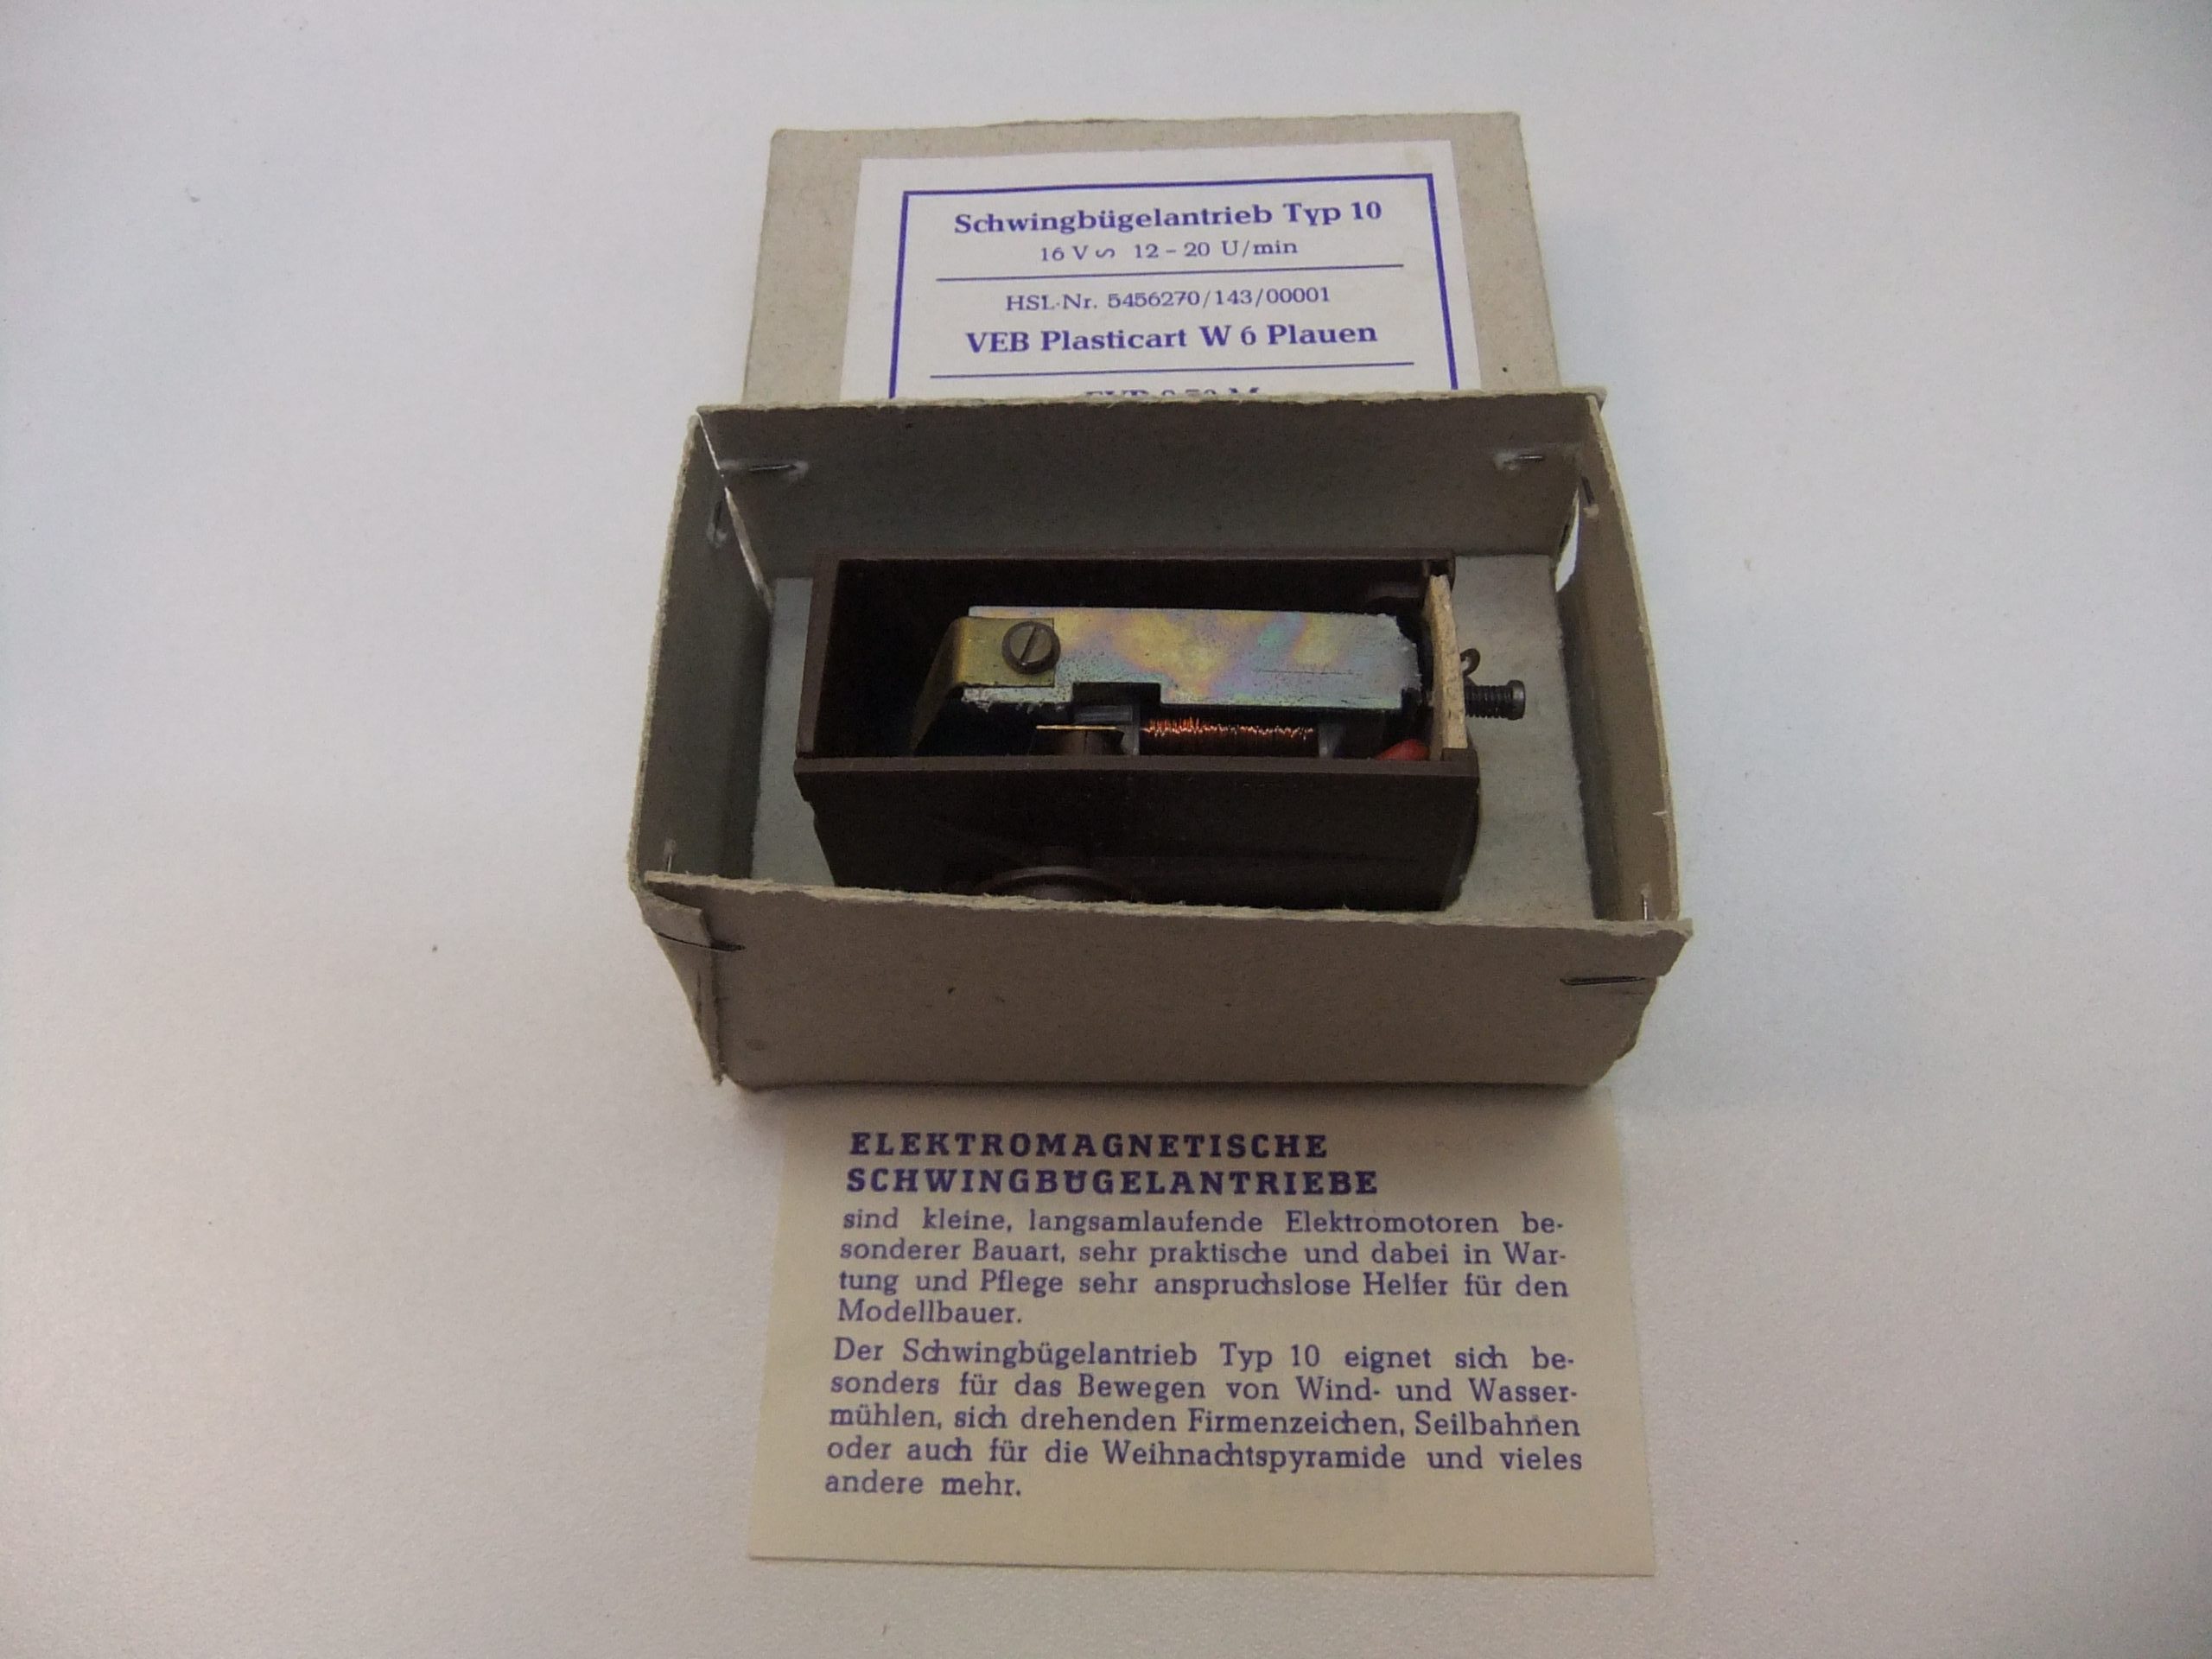 Schwingbügelantrieb Typ 10
16 V ∽ 12 – 20 U/min
HSL-Nr. 5456270/143/00001
VEB Plasticart W 6 Plauen
ELEKTROMAGNETISCHE
SCHWINGBÜGELANTRIEBE
sind kleine, langsamlaufende Elektromotoren be-
sonderer Bauart, sehr praktische und dabei in War-
tung und Pflege sehr anspruchslose Helfer für den
Modellbauer.
Der Schwingbügelantrieb Typ 10 eignet sich be-
sonders für das Bewegen von Wind- und Wasser-
mühlen, sich drehenden Firmenzeichen, Seilbahnen
oder auch für die Weihnachtspyramide und vieles
andere mehr.